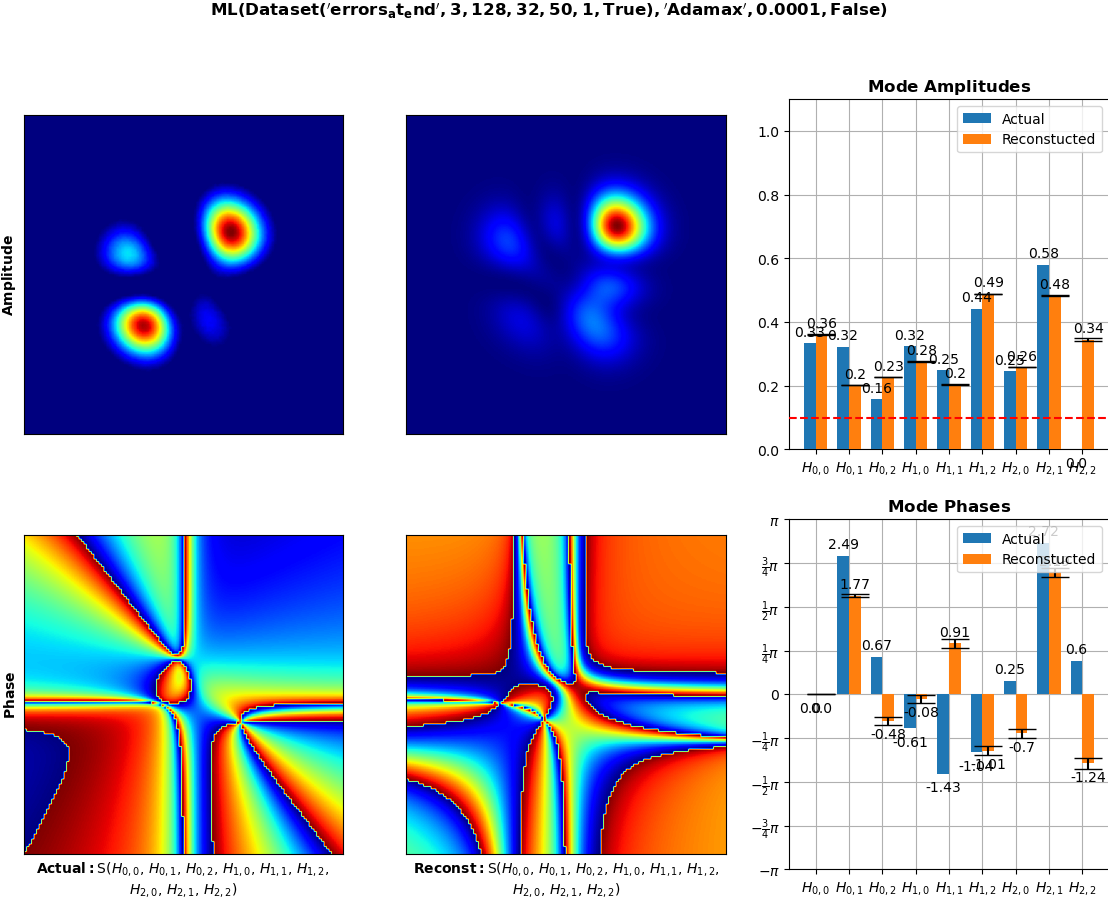 ML(Dataset('errorsatend', 3, 128, 32, 50, 1, True), 'Adamax', 0.0001, False)
Amplitude
Mode Amplitudes
Actual
Reconstucted
1.0
0.8
0.6
0.4
0.2
0.0
0.33 0.36 0.32 0.2 0.16 0.23 0.32 0.28 0.25 0.2 0.44 0.49 0.25 0.26 0.58 0.48 0.0 0.34
H0,0 H0,1 H0,2 H1,0 H1,1 H1,2 H2,0 H2,1 H2,2
Phase
Mode Phases
Actual
Reconstucted
π
3/4π
1/2π
1/4π
0
−1/4π
−1/2π
−3/4π
−π
0.0 2.49 1.77 0.67 -0.48 -0.61 -0.08 -1.43 0.91 -1.04 -1.01 0.25 -0.7 2.72 0.6 -1.24
H0,0 H0,1 H0,2 H1,0 H1,1 H1,2 H2,0 H2,1 H2,2
Actual: S(H0,0, H0,1, H0,2, H1,0, H1,1, H1,2,
H2,0, H2,1, H2,2)
Reconst: S(H0,0, H0,1, H0,2, H1,0, H1,1, H1,2,
H2,0, H2,1, H2,2)